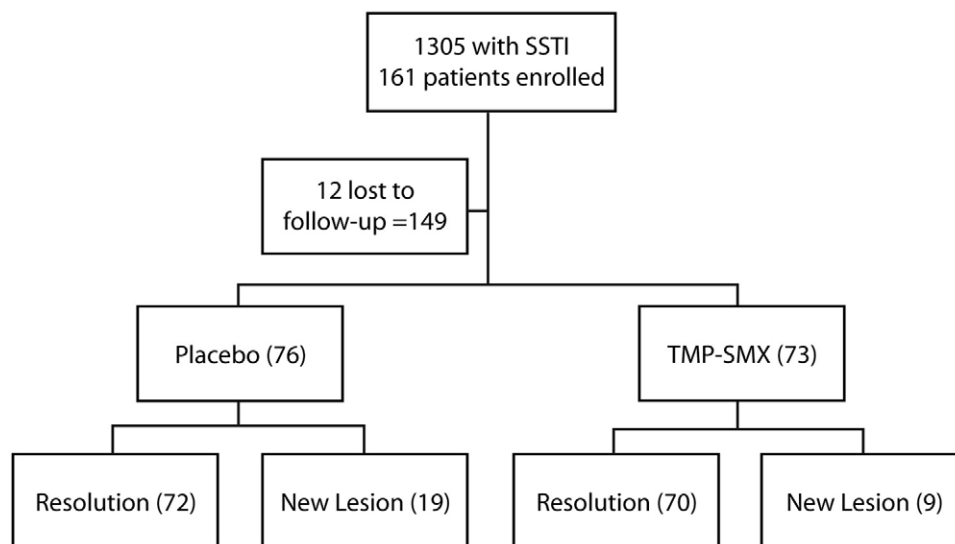 1305 with SSTI
161 patients enrolled
12 lost to
follow-up =149
Placebo (76)
TMP-SMX (73)
Resolution (72)
New Lesion (19)
Resolution (70)
New Lesion (9)